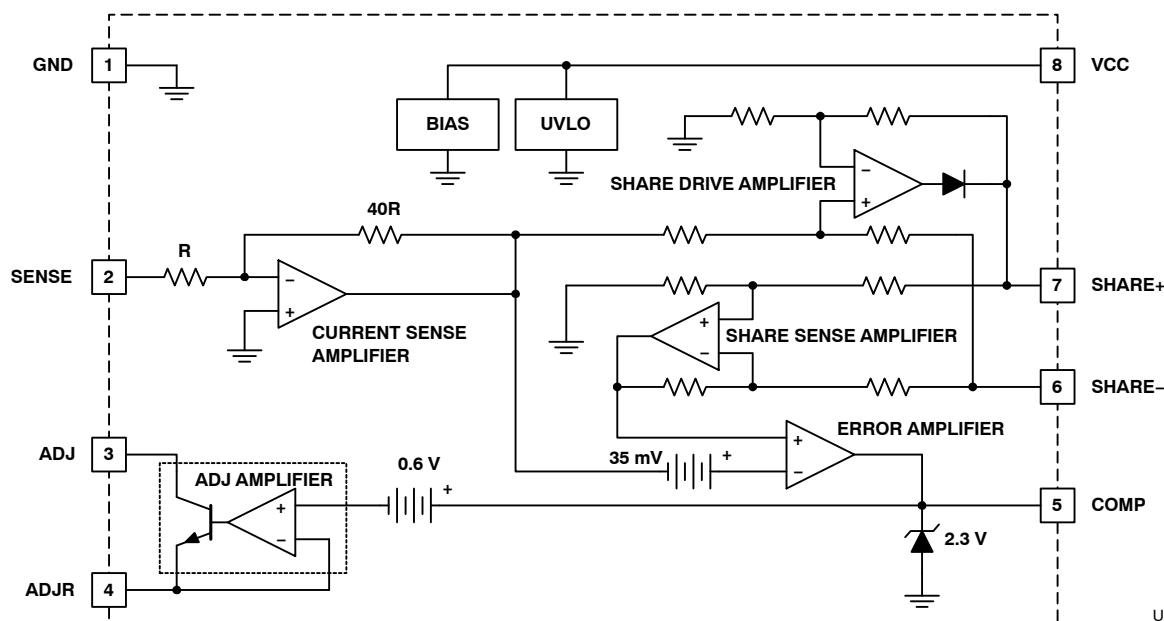 GND
1
8
VCC
BIAS
UVLO
SHARE DRIVE AMPLIFIER
−
+
40R
R
SENSE
2
−
+
CURRENT SENSE
AMPLIFIER
7
SHARE+
+
−
SHARE SENSE AMPLIFIER
6
SHARE−
ERROR AMPLIFIER
+
−
35 mV
+
ADJ
3
ADJ AMPLIFIER
0.6 V
+
+
−
5
COMP
2.3 V
ADJR
4
U